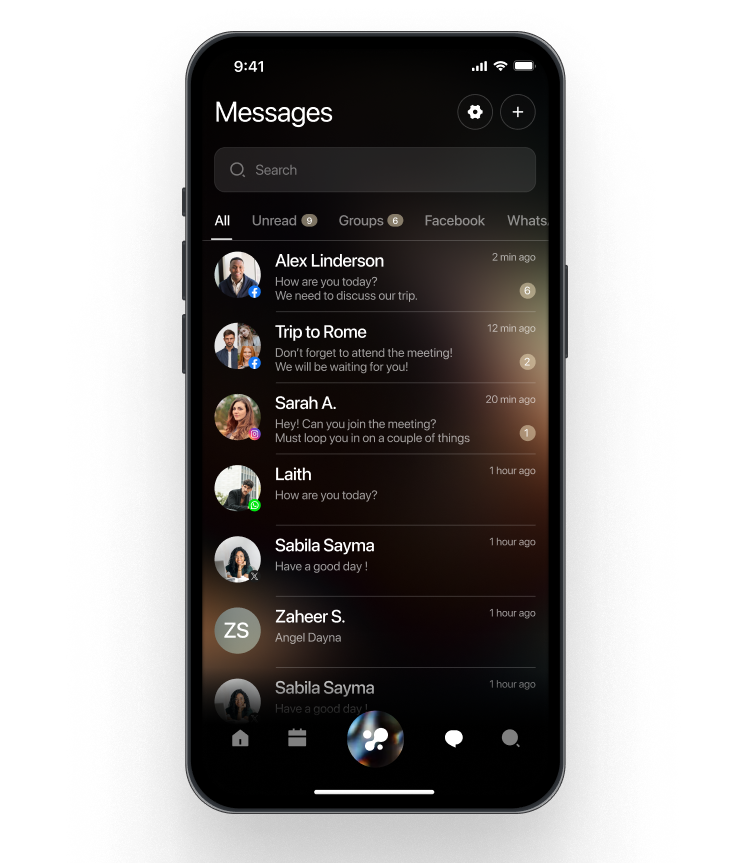 9:41
Messages
Search
All Unread 9 Groups 6 Facebook Whats
Alex Linderson 2 min ago
How are you today?
We need to discuss our trip. 6
Trip to Rome 12 min ago
Don't forget to attend the meeting!
We will be waiting for you! 2
Sarah A. 20 min ago
Hey! Can you join the meeting?
Must loop you in on a couple of things 1
Laith 1 hour ago
How are you today?
Sabila Sayma 1 hour ago
Have a good day !
ZS
Zaheer S. 1 hour ago
Angel Dayna
Sabila Sayma 1 hour ago
Have a good day !